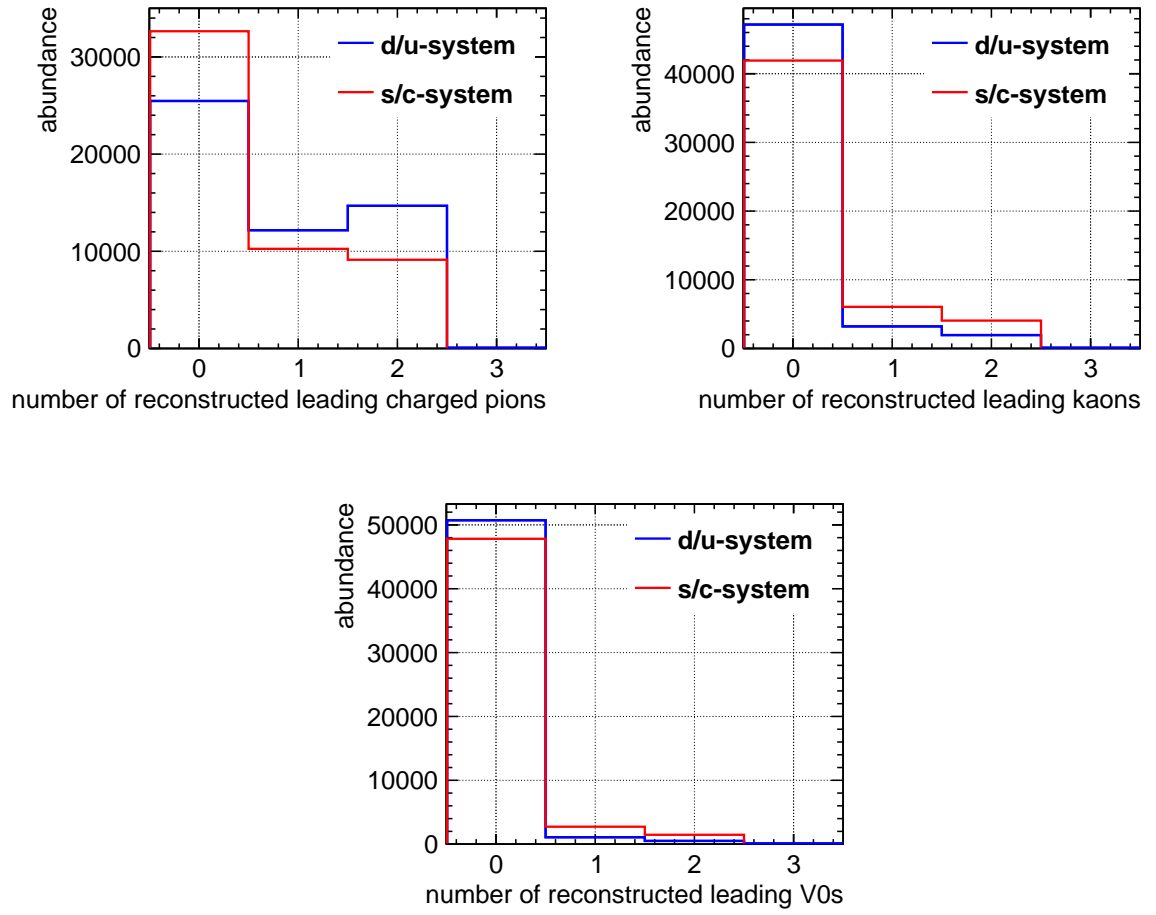 abundance
30000
20000
10000
0
d/u-system
s/c-system
0 1 2 3
number of reconstructed leading charged pions
abundance
40000
30000
20000
10000
0
d/u-system
s/c-system
0 1 2 3
number of reconstructed leading kaons
abundance
50000
40000
30000
20000
10000
0
d/u-system
s/c-system
0 1 2 3
number of reconstructed leading V0s